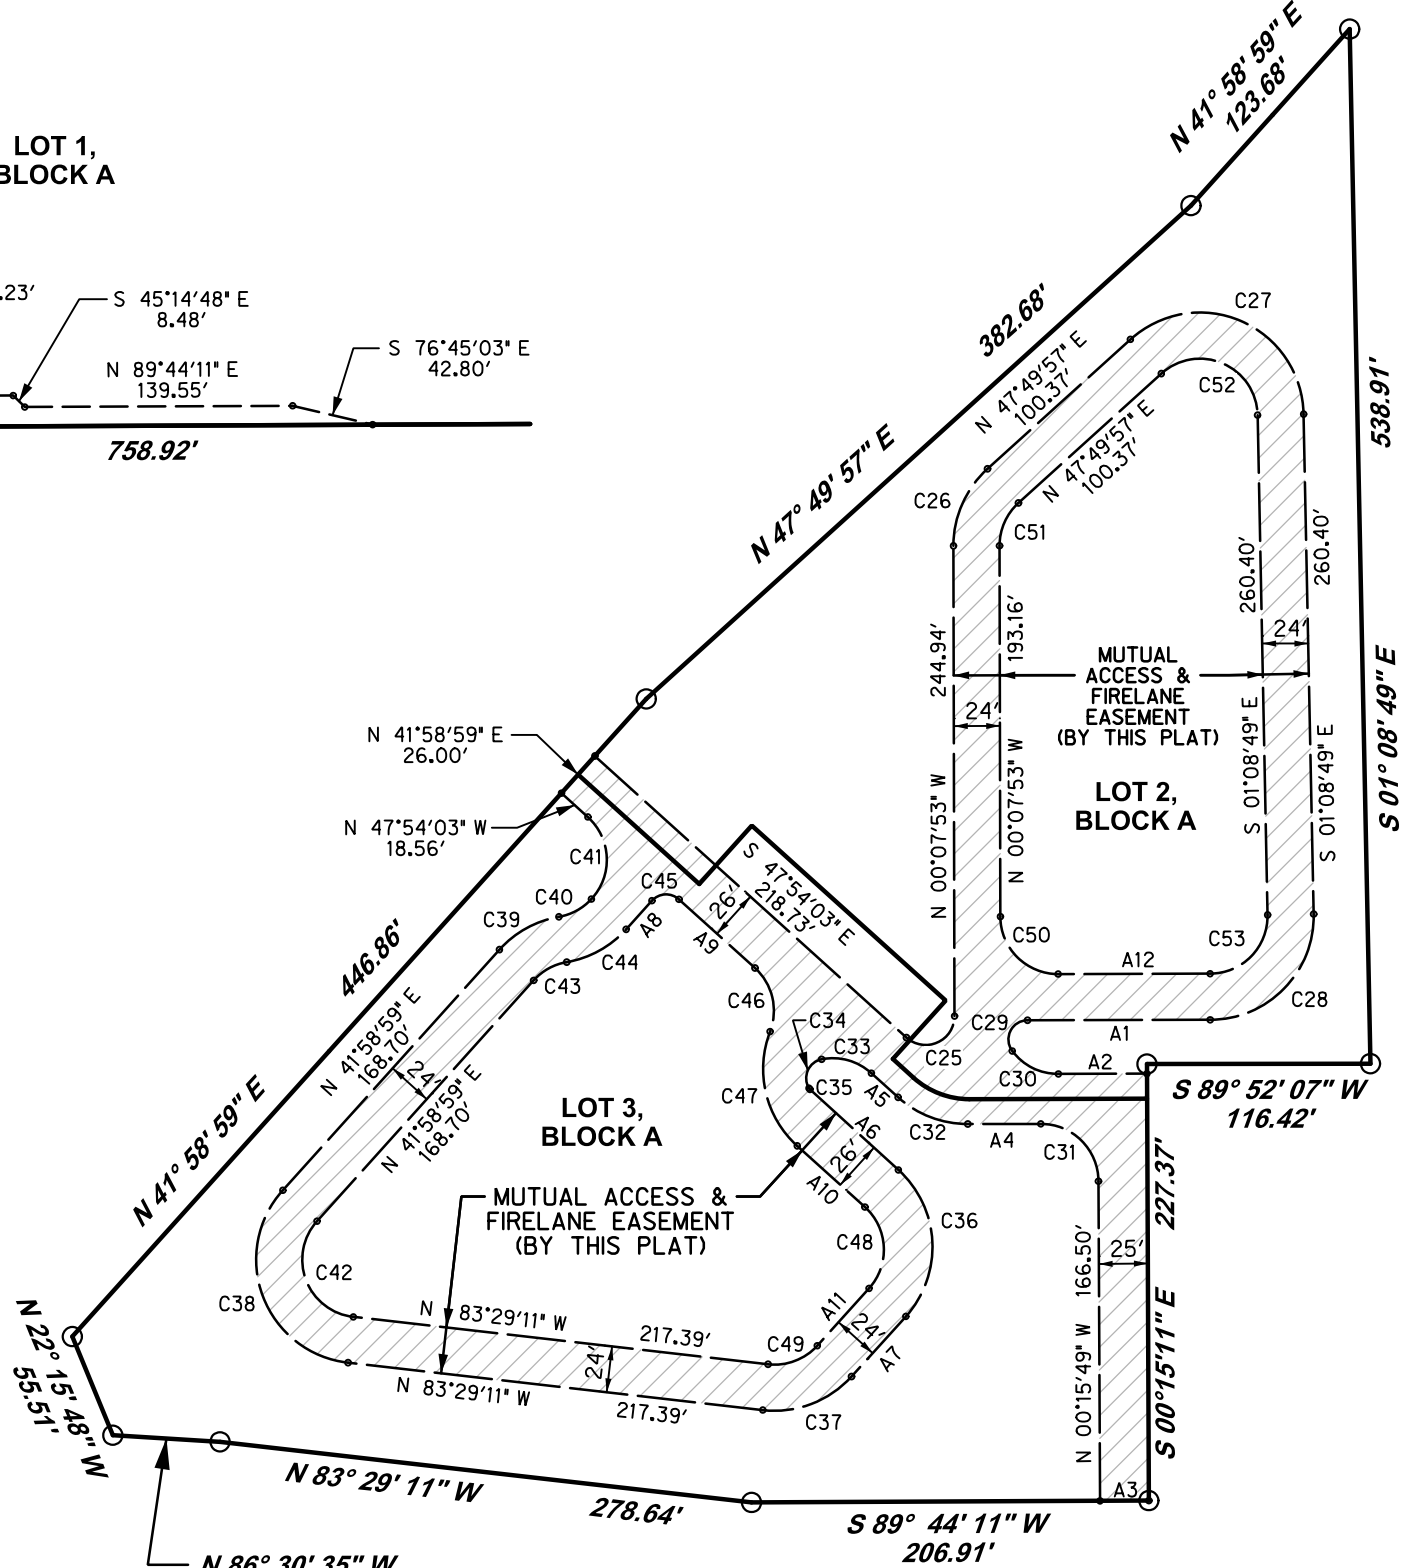 N 41° 58' 59" E
123.68'
LOT 1,
BLOCK A
.23'
S 45°14'48" E
8.48'
N 89°44'11" E
139.55'
S 76°45'03" E
42.80'
758.92'
382.68'
N 47° 49' 57" E
C27
N 47°49'57" E
100.37'
C52
N 47°49'57" E
100.37'
C26
C51
538.91'
S 01° 08' 49" E
244.94'
193.16'
260.40'
260.40'
24'
24'
MUTUAL
ACCESS &
FIRELANE
EASEMENT
(BY THIS PLAT)
LOT 2,
BLOCK A
N 00°07'53" W
N 00°07'53" W
S 01°08'49" E
S 01°08'49" E
N 41°58'59" E
26.00'
N 47°54'03" W
18.56'
C41
C40
C39
C45
A8
26'
A9
S 47°54'03" E
218.73'
C50
A12
C53
C28
C44
C43
C46
C34
C33
C25
C29
A1
C30
A2
446.86'
N 41° 58' 59" E
N 41°58'59" E
168.70'
24'
N 41°58'59" E
168.70'
C47
C35
A5
C32
A4
C31
S 89° 52' 07" W
116.42'
LOT 3,
BLOCK A
A6
26'
A10
MUTUAL ACCESS &
FIRELANE EASEMENT
(BY THIS PLAT)
C36
C48
227.37'
S 00°15'11" E
166.50'
25'
N 00°15'49" W
C42
C38
N 83°29'11" W
217.39'
24'
N 83°29'11" W
217.39'
C49
A11
24'
A7
C37
A3
N 22° 15' 48" W
55.51'
N 83° 29' 11" W
278.64'
S 89° 44' 11" W
206.91'
N 86° 30' 35" W